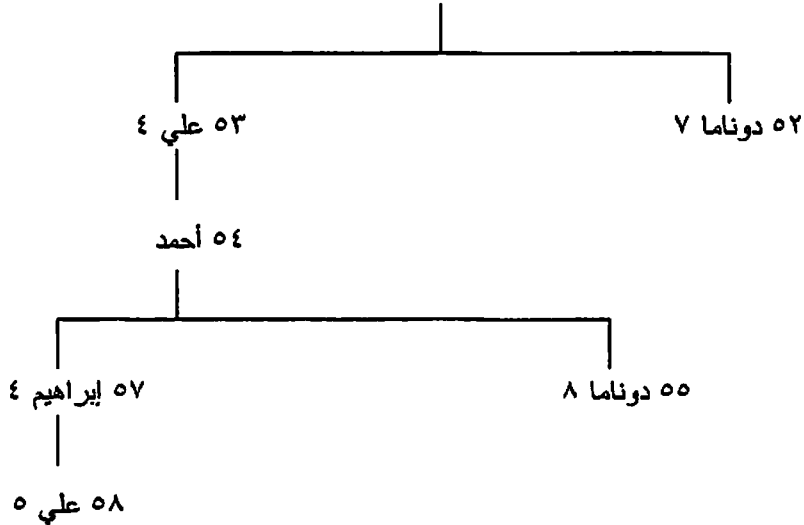 ٥٢ دوناما ٧
٥٣ علي ٤
٥٤ أحمد
٥٥ دوناما ٨
٥٧ إبراهيم ٤
٥٨ علي ٥